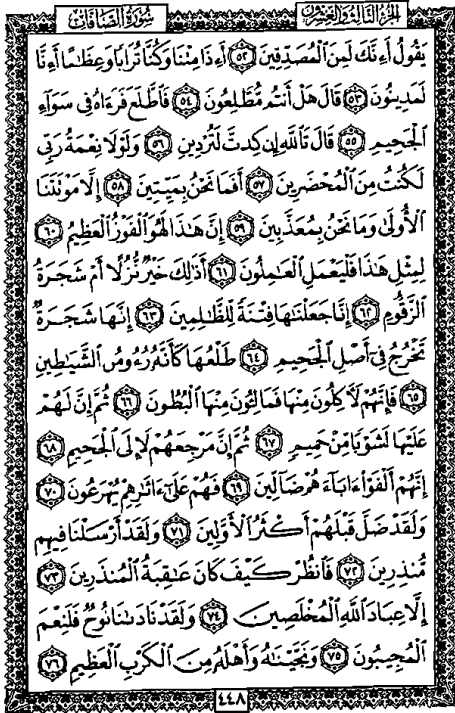 الجزء الثالث والعشرون
سورة الصافات
يَقُولُ أَءِنَّكَ لَمِنَ ٱلْمُصَدِّقِينَ ٥٢ أَءِذَا مِتْنَا وَكُنَّا تُرَابًا وَعِظَٰمًا أَءِنَّا
لَمَدِينُونَ ٥٣ قَالَ هَلْ أَنتُم مُّطَّلِعُونَ ٥٤ فَٱطَّلَعَ فَرَءَاهُ فِى سَوَآءِ
ٱلْجَحِيمِ ٥٥ قَالَ تَٱللَّهِ إِن كِدتَّ لَتُرْدِينِ ٥٦ وَلَوْلَا نِعْمَةُ رَبِّى
لَكُنتُ مِنَ ٱلْمُحْضَرِينَ ٥٧ أَفَمَا نَحْنُ بِمَيِّتِينَ ٥٨ إِلَّا مَوْتَتَنَا
ٱلْأُولَىٰ وَمَا نَحْنُ بِمُعَذَّبِينَ ٥٩ إِنَّ هَٰذَا لَهُوَ ٱلْفَوْزُ ٱلْعَظِيمُ ٦٠
لِمِثْلِ هَٰذَا فَلْيَعْمَلِ ٱلْعَٰمِلُونَ ٦١ أَذَٰلِكَ خَيْرٌ نُّزُلًا أَمْ شَجَرَةُ
ٱلزَّقُّومِ ٦٢ إِنَّا جَعَلْنَٰهَا فِتْنَةً لِّلظَّٰلِمِينَ ٦٣ إِنَّهَا شَجَرَةٌ
تَخْرُجُ فِىٓ أَصْلِ ٱلْجَحِيمِ ٦٤ طَلْعُهَا كَأَنَّهُۥ رُءُوسُ ٱلشَّيَٰطِينِ
٦٥ فَإِنَّهُمْ لَءَاكِلُونَ مِنْهَا فَمَالِـُٔونَ مِنْهَا ٱلْبُطُونَ ٦٦ ثُمَّ إِنَّ لَهُمْ
عَلَيْهَا لَشَوْبًا مِّنْ حَمِيمٍ ٦٧ ثُمَّ إِنَّ مَرْجِعَهُمْ لَإِلَى ٱلْجَحِيمِ ٦٨
إِنَّهُمْ أَلْفَوْا۟ ءَابَآءَهُمْ ضَآلِّينَ ٦٩ فَهُمْ عَلَىٰٓ ءَاثَٰرِهِمْ يُهْرَعُونَ ٧٠
وَلَقَدْ ضَلَّ قَبْلَهُمْ أَكْثَرُ ٱلْأَوَّلِينَ ٧١ وَلَقَدْ أَرْسَلْنَا فِيهِم
مُّنذِرِينَ ٧٢ فَٱنظُرْ كَيْفَ كَانَ عَٰقِبَةُ ٱلْمُنذَرِينَ ٧٣
إِلَّا عِبَادَ ٱللَّهِ ٱلْمُخْلَصِينَ ٧٤ وَلَقَدْ نَادَىٰنَا نُوحٌ فَلَنِعْمَ
ٱلْمُجِيبُونَ ٧٥ وَنَجَّيْنَٰهُ وَأَهْلَهُۥ مِنَ ٱلْكَرْبِ ٱلْعَظِيمِ ٧٦
٤٤٨